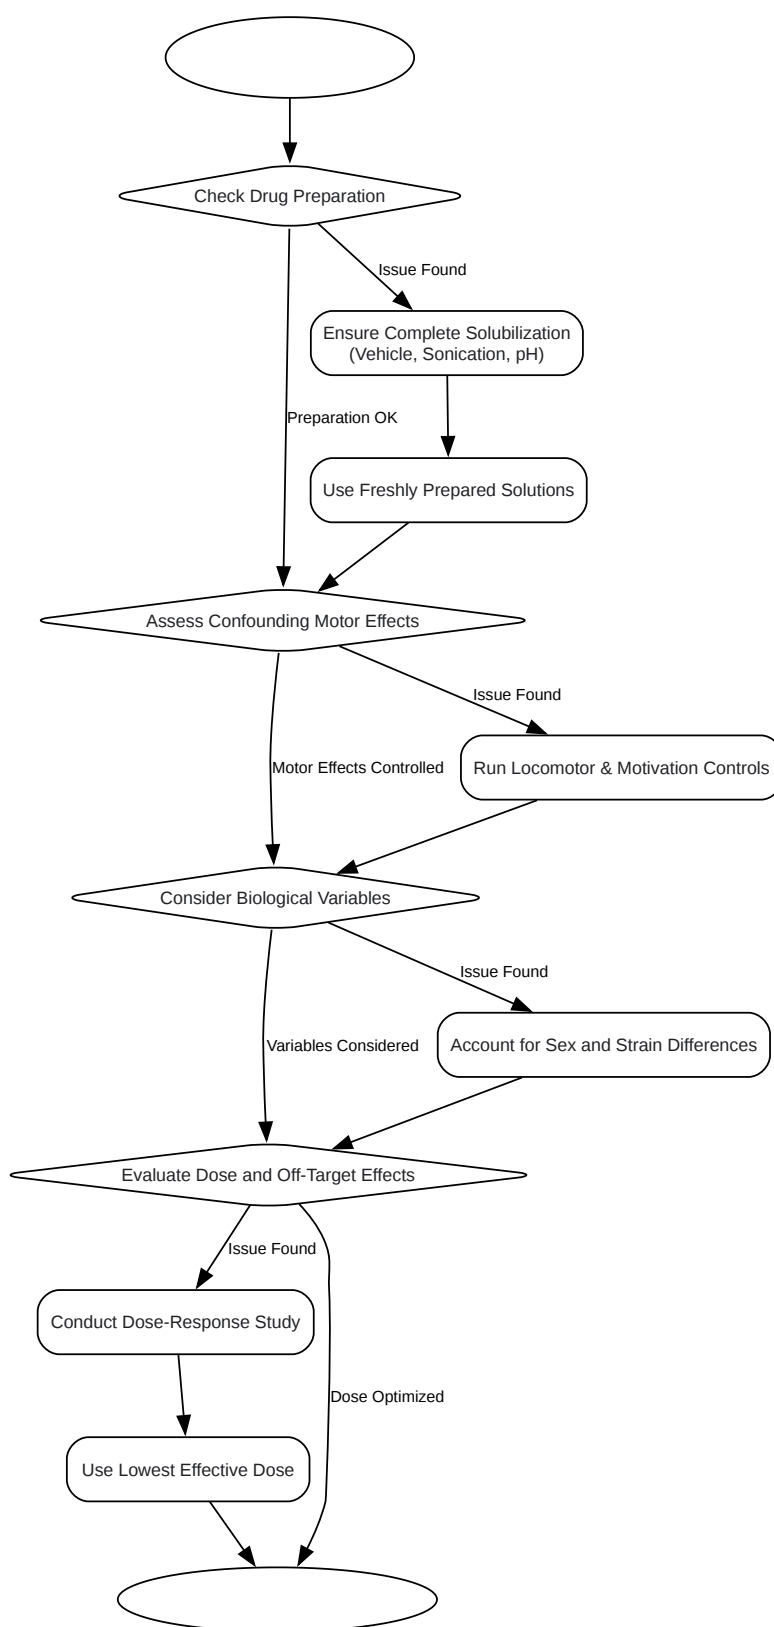 Check Drug Preparation
Issue Found
Ensure Complete Solubilization
(Vehicle, Sonication, pH)
Preparation OK
Use Freshly Prepared Solutions
Assess Confounding Motor Effects
Issue Found
Motor Effects Controlled
Run Locomotor & Motivation Controls
Consider Biological Variables
Issue Found
Variables Considered
Account for Sex and Strain Differences
Evaluate Dose and Off-Target Effects
Issue Found
Conduct Dose-Response Study
Dose Optimized
Use Lowest Effective Dose